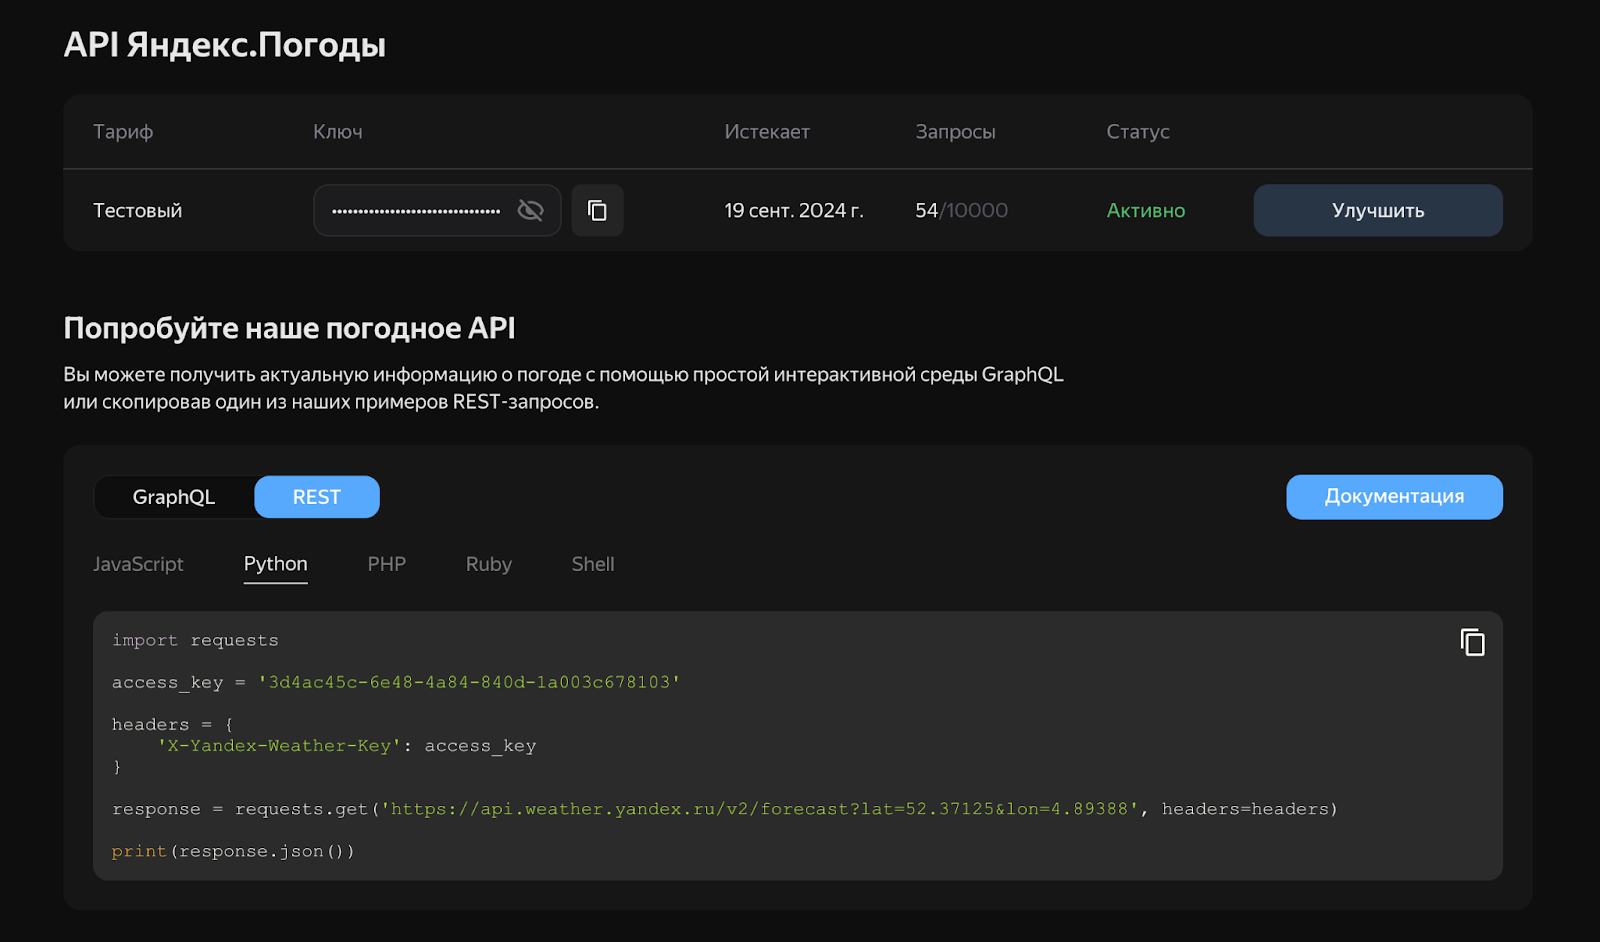 API Яндекс.Погоды
Тариф Ключ Истекает Запросы Статус
Тестовый •••••••••••••••••••••••••••••••• 19 сент. 2024 г. 54/10000 Активно Улучшить
Попробуйте наше погодное API
Вы можете получить актуальную информацию о погоде с помощью простой интерактивной среды GraphQL
или скопировав один из наших примеров REST-запросов.
GraphQL REST Документация
JavaScript Python PHP Ruby Shell
import requests
access_key = '3d4ac45c-6e48-4a84-840d-1a003c678103'
headers = {
    'X-Yandex-Weather-Key': access_key
}
response = requests.get('https://api.weather.yandex.ru/v2/forecast?lat=52.37125&lon=4.89388', headers=headers)
print(response.json())